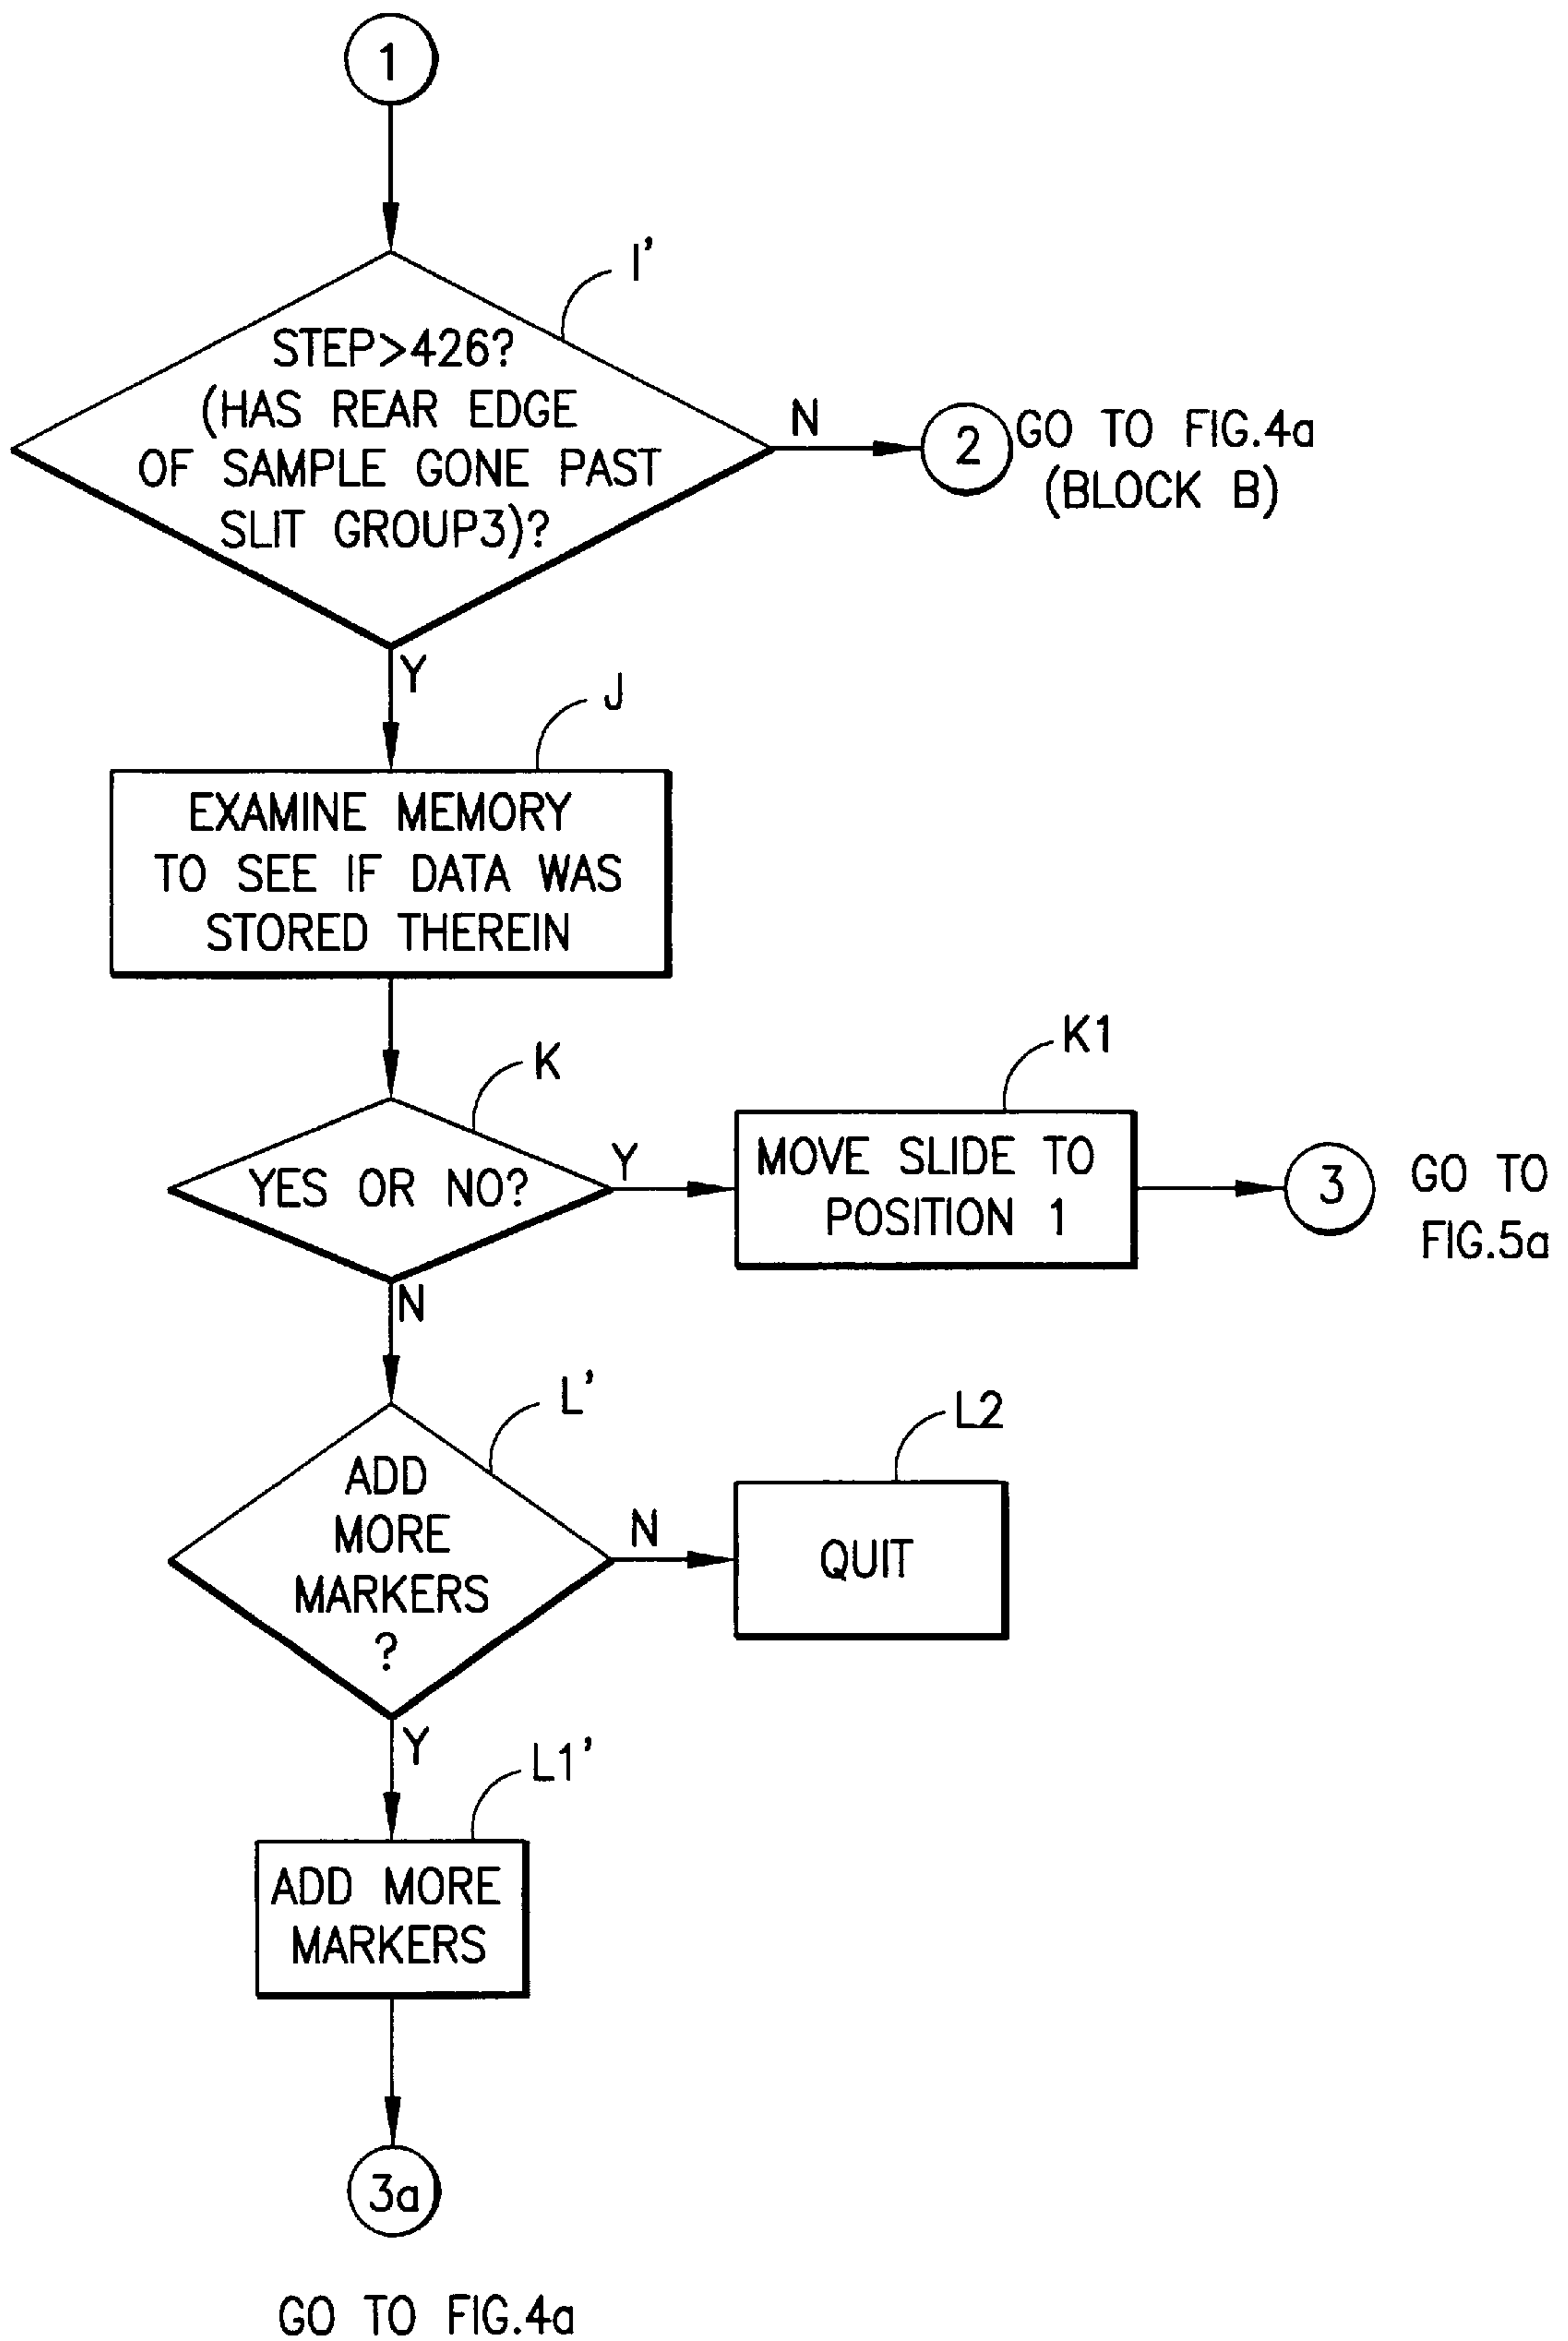 1
I'
STEP>426?
(HAS REAR EDGE
OF SAMPLE GONE PAST
SLIT GROUP3)?
N
2
GO TO FIG.4a
(BLOCK B)
Y
J
EXAMINE MEMORY
TO SEE IF DATA WAS
STORED THEREIN
K
YES OR NO?
Y
K1
MOVE SLIDE TO
POSITION 1
3
GO TO
FIG.5a
N
L'
ADD
MORE
MARKERS
?
N
L2
QUIT
Y
L1'
ADD MORE
MARKERS
3a
GO TO FIG.4a